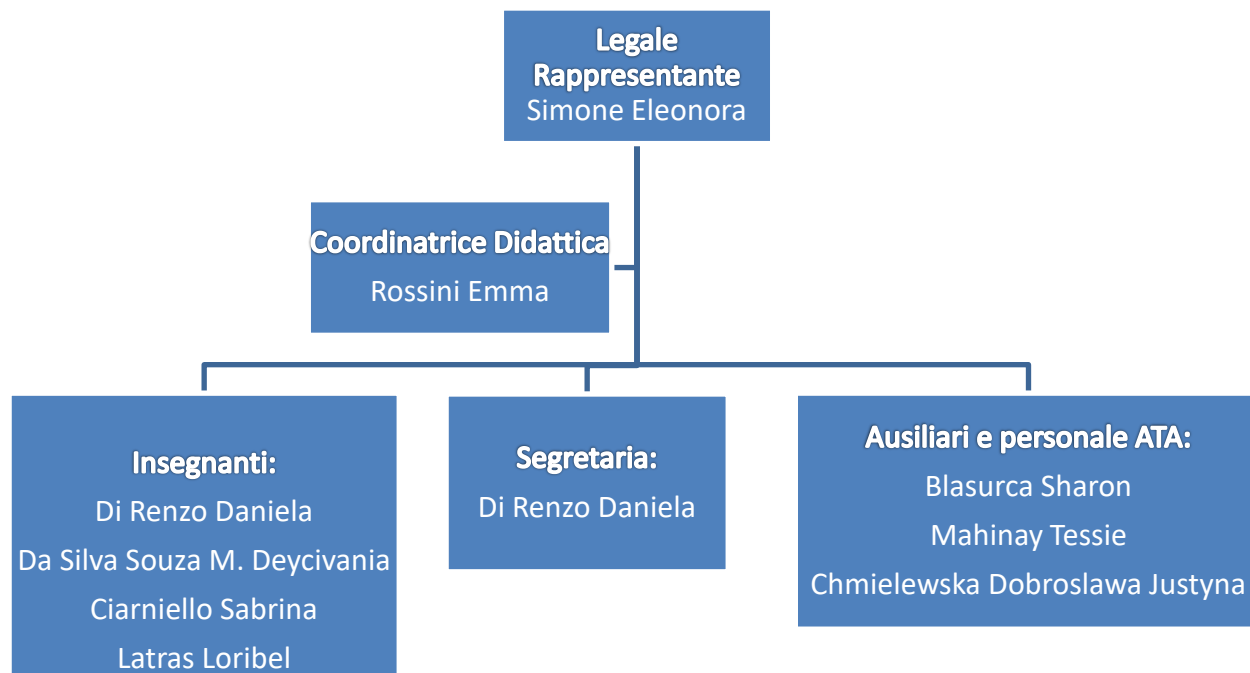 Legale
Rappresentante
Simone Eleonora
Coordinatrice Didattica
Rossini Emma
Insegnanti:
Di Renzo Daniela
Da Silva Souza M. Deycivania
Ciarniello Sabrina
Latras Loribel
Segretaria:
Di Renzo Daniela
Ausiliari e personale ATA:
Blasurca Sharon
Mahinay Tessie
Chmielewska Dobroslawa Justyna